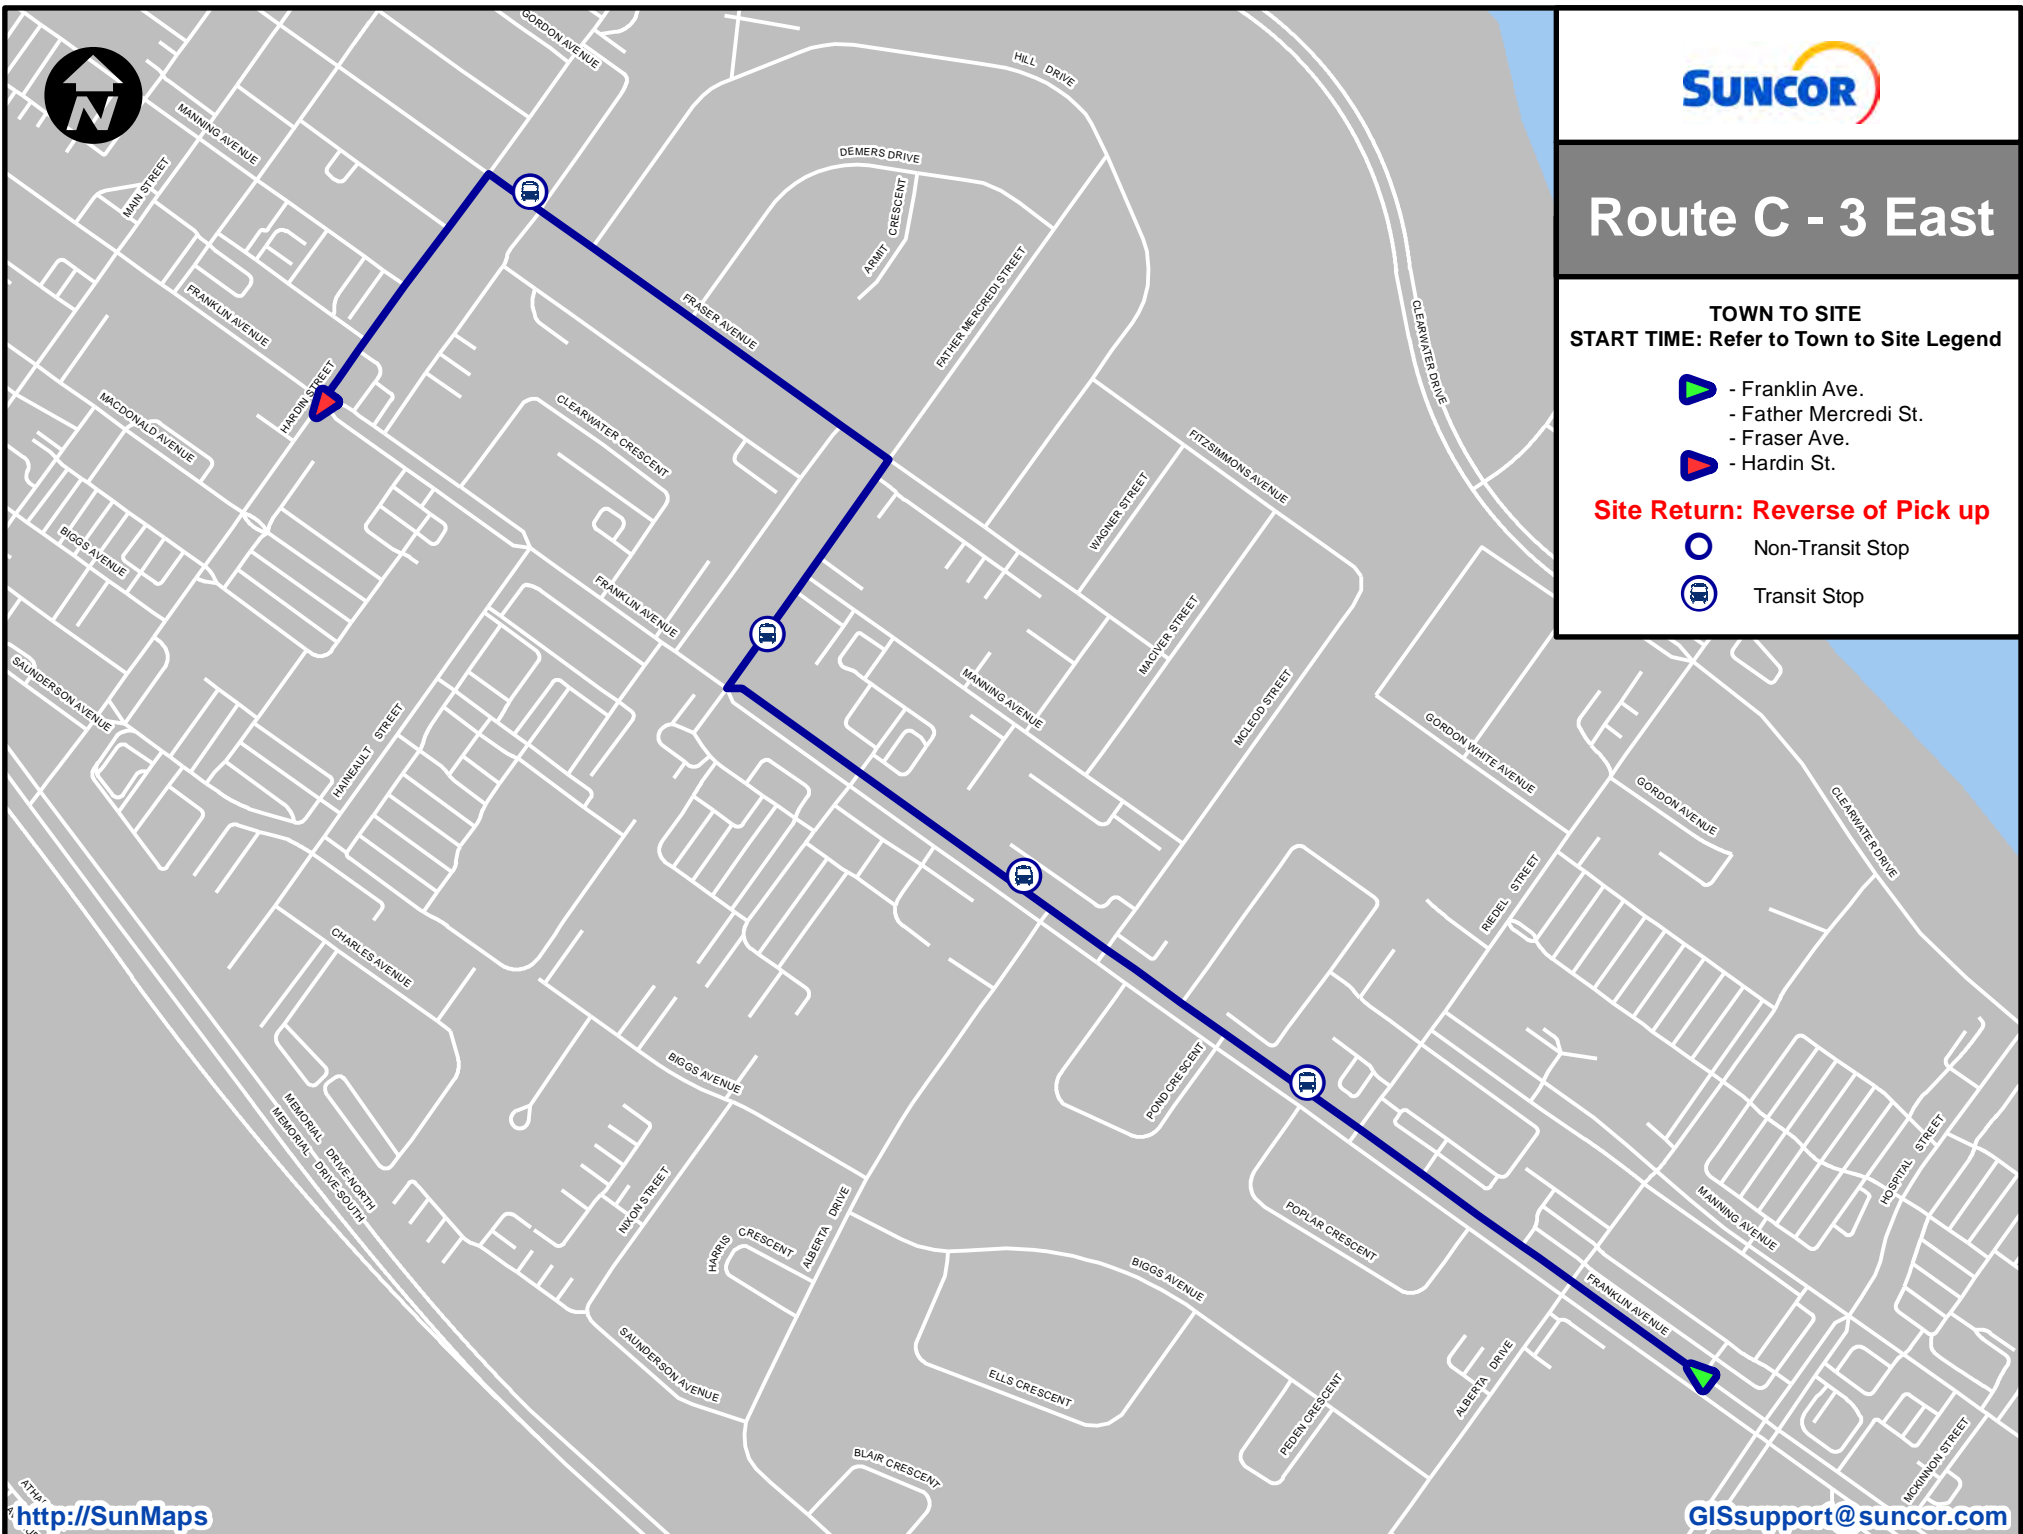 SUNCOR
Route C - 3 East
TOWN TO SITE
START TIME: Refer to Town to Site Legend
- Franklin Ave.
- Father Mercredi St.
- Fraser Ave.
- Hardin St.
Site Return: Reverse of Pick up
Non-Transit Stop
Transit Stop
N
GORDON AVENUE
HILL DRIVE
MANNING AVENUE
MAIN STREET
DEMERS DRIVE
ARMIT CRESCENT
FATHER MERCREDI STREET
FRASER AVENUE
FRANKLIN AVENUE
HARDIN STREET
CLEARWATER DRIVE
MACDONALD AVENUE
CLEARWATER CRESCENT
FITZSIMMONS AVENUE
WAGNER STREET
BIGGS AVENUE
FRANKLIN AVENUE
MACIVER STREET
SAUNDERSON AVENUE
MANNING AVENUE
MCLEOD STREET
HAINEAULT STREET
GORDON WHITE AVENUE
GORDON AVENUE
CLEARWATER DRIVE
RIEDEL STREET
CHARLES AVENUE
BIGGS AVENUE
POND CRESCENT
MEMORIAL DRIVE-NORTH
MEMORIAL DRIVE-SOUTH
NIXON STREET
HOSPITAL STREET
MANNING AVENUE
POPLAR CRESCENT
HARRIS CRESCENT
ALBERTA DRIVE
BIGGS AVENUE
FRANKLIN AVENUE
SAUNDERSON AVENUE
ELLS CRESCENT
PEDEN CRESCENT
ALBERTA DRIVE
BLAIR CRESCENT
MCKINNON STREET
http://SunMaps
GISsupport@suncor.com